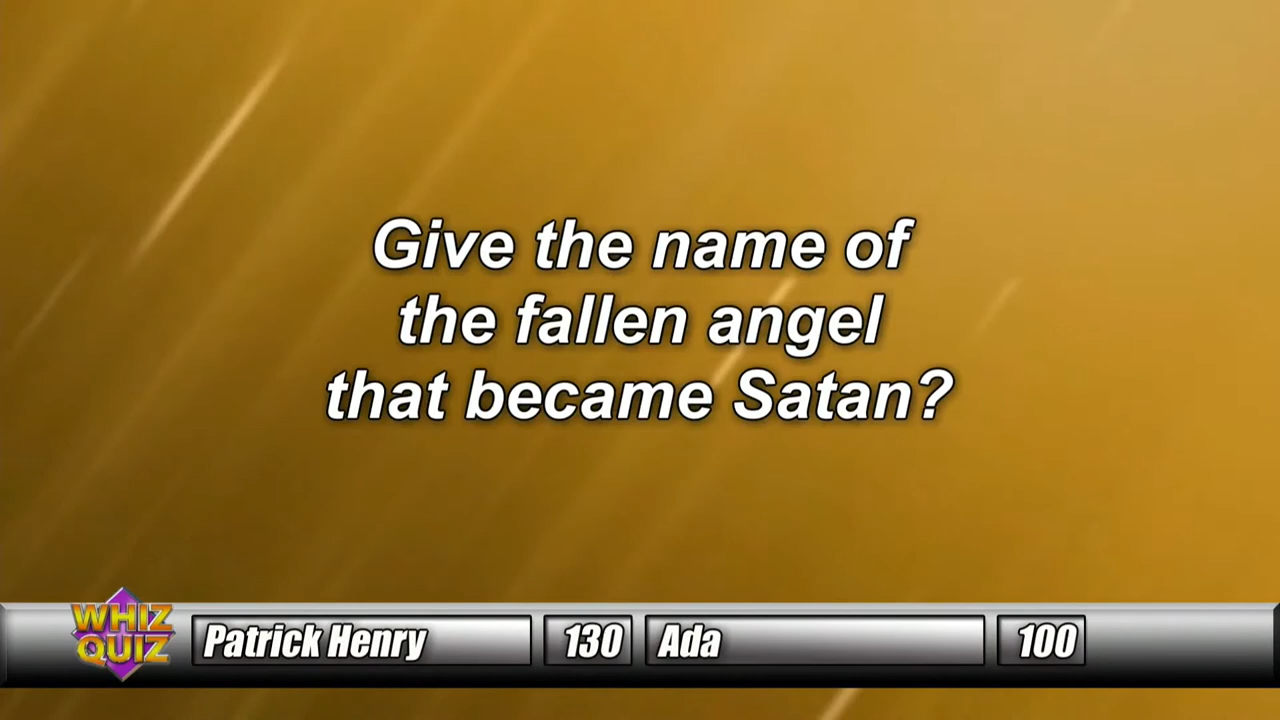 Give the name of
the fallen angel
that became Satan?
WHIZ
QUIZ
Patrick Henry 130 Ada 100